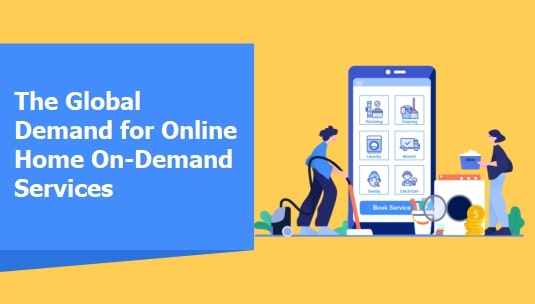 The Global
Demand for Online
Home On-Demand
Services
Plumbing
Cleaning
Laundry
Movers
Beauty
Electrician
Book Service